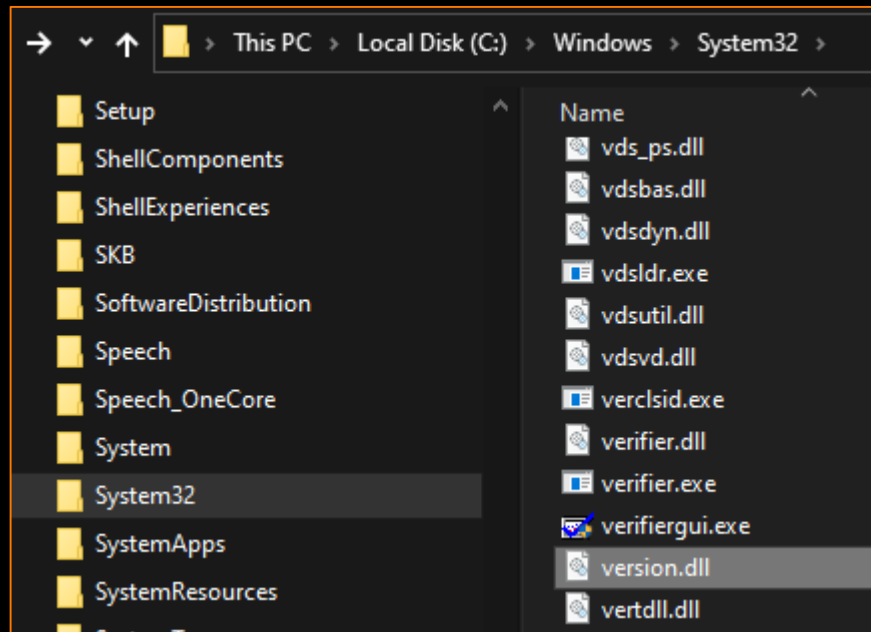 This PC > Local Disk (C:) > Windows > System32 >
Setup
ShellComponents
ShellExperiences
SKB
SoftwareDistribution
Speech
Speech_OneCore
System
System32
SystemApps
SystemResources
Name
vds_ps.dll
vdsbas.dll
vdsdyn.dll
vdsldr.exe
vdsutil.dll
vdsvd.dll
verclsid.exe
verifier.dll
verifier.exe
verifiergui.exe
version.dll
vertdll.dll